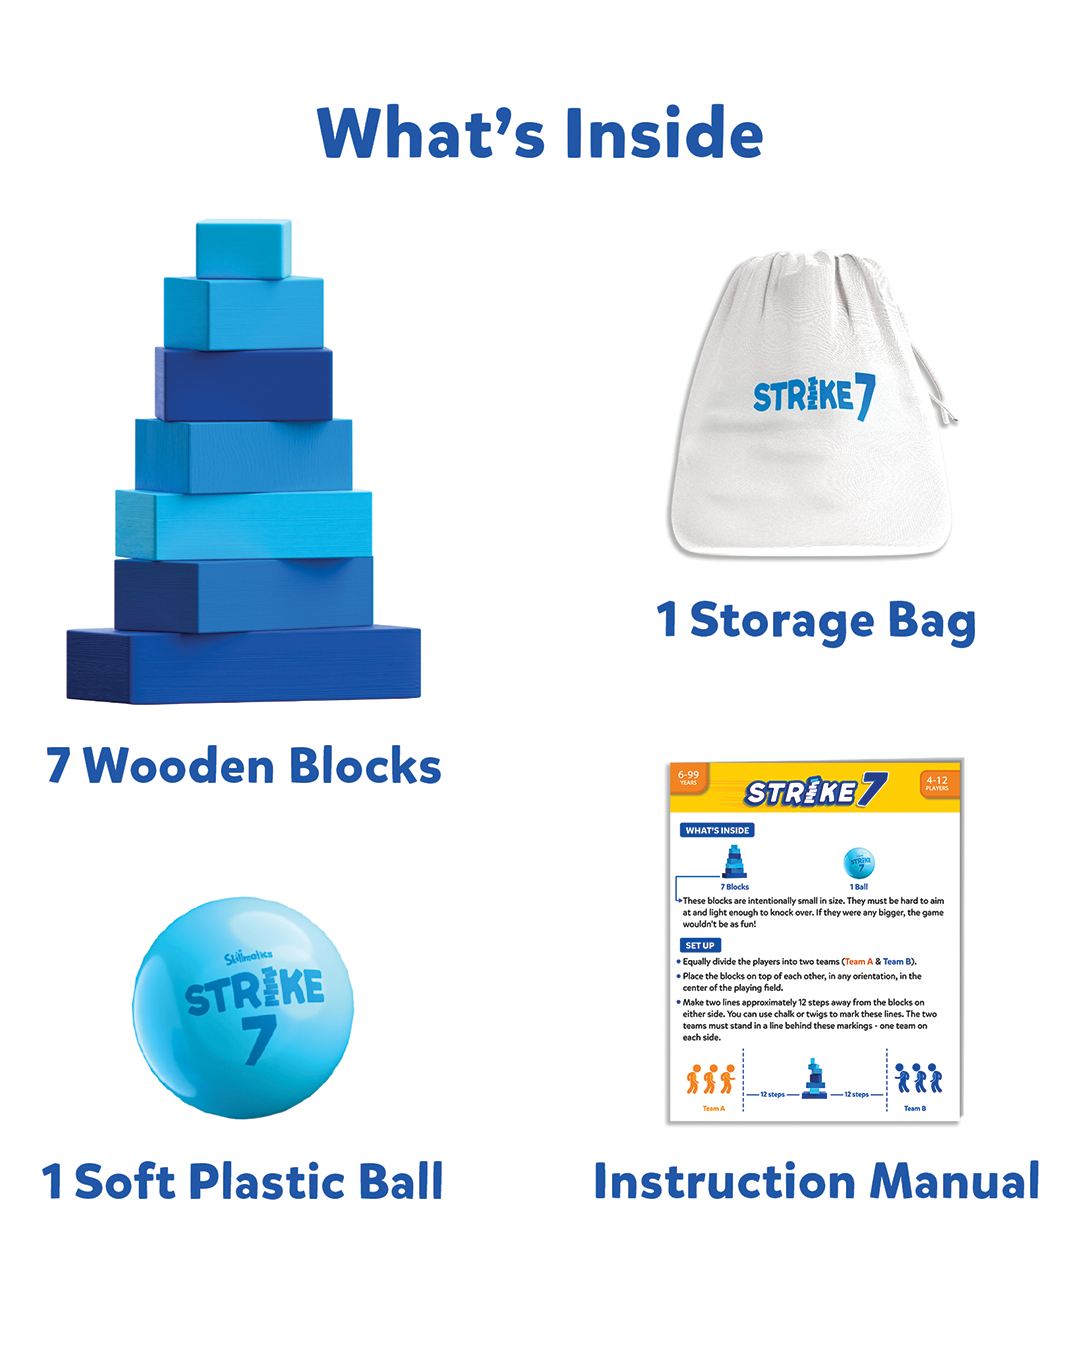 What's Inside
STRIKE 7
1 Storage Bag
7 Wooden Blocks
Skillmatics
STRIKE
7
1 Soft Plastic Ball
6-99
YEARS
STRIKE 7
4-12
PLAYERS
WHAT'S INSIDE
STRIKE
7
7 Blocks
1 Ball
These blocks are intentionally small in size. They must be hard to aim
at and light enough to knock over. If they were any bigger, the game
wouldn't be as fun!
SET UP
• Equally divide the players into two teams (Team A & Team B).
• Place the blocks on top of each other, in any orientation, in the
center of the playing field.
• Make two lines approximately 12 steps away from the blocks on
either side. You can use chalk or twigs to mark these lines. The two
teams must stand in a line behind these markings - one team on
each side.
12 steps
12 steps
Team A
Team B
Instruction Manual